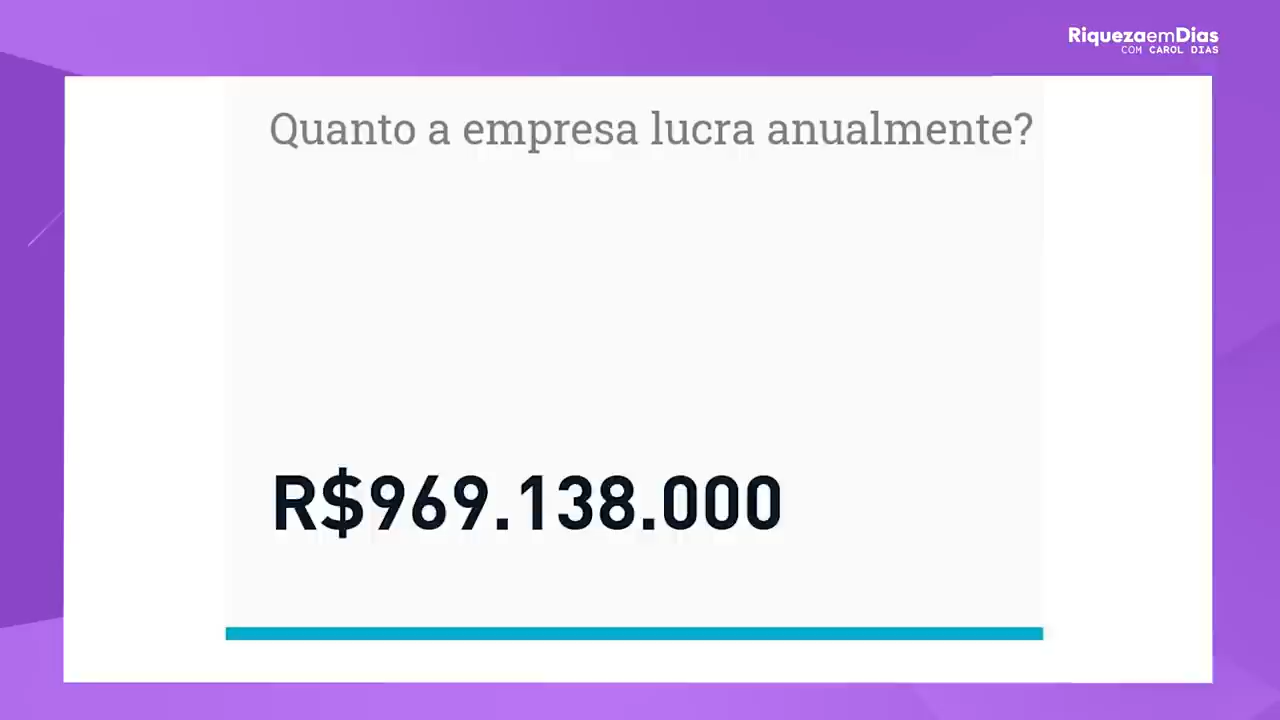 RiquezaemDias
COM CAROL DIAS
Quanto a empresa lucra anualmente?
R$969.138.000